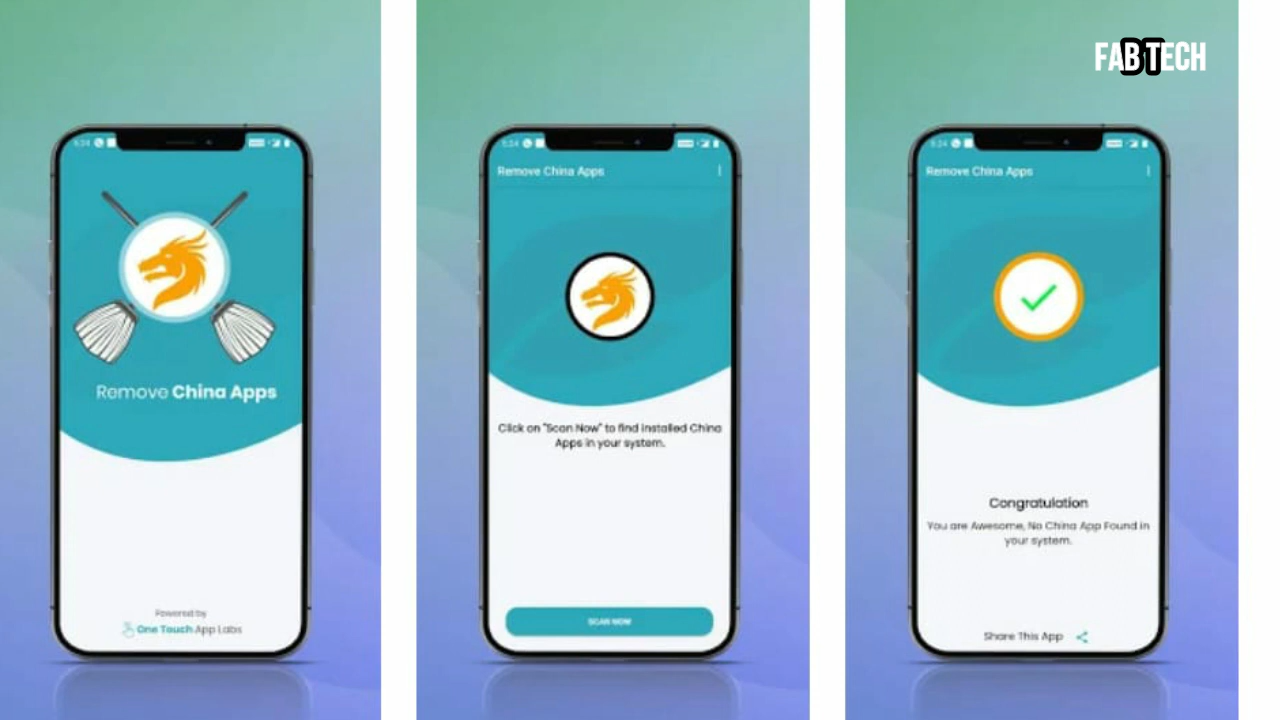 FAB TECH
Remove China Apps
Powered by
One Touch App Labs
Remove China Apps
Click on "Scan Now" to find installed China
Apps in your system.
SCAN NOW
Remove China Apps
Congratulation
You are Awesome, No China App Found in
your system.
Share This App